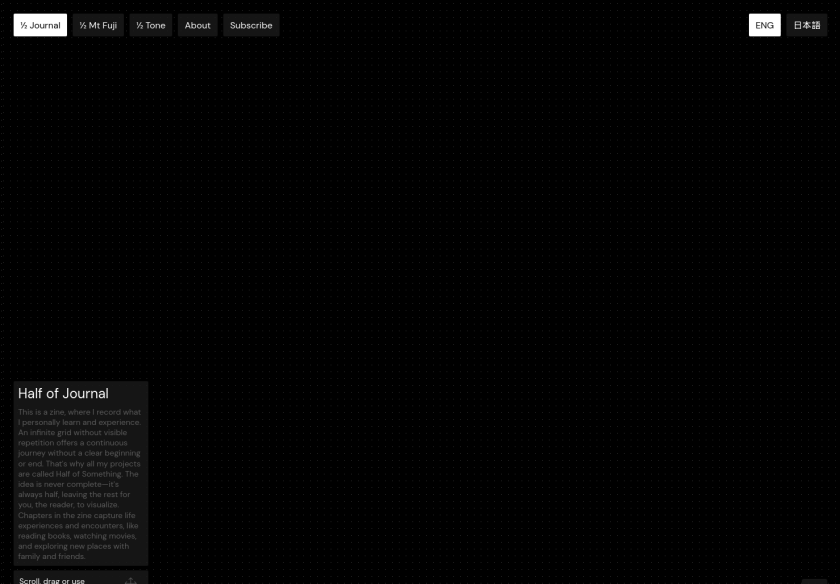 ½ Journal
½ Mt Fuji
½ Tone
About
Subscribe
ENG
日本語
Half of Journal
This is a zine, where I record what
I personally learn and experience.
An infinite grid without visible
repetition offers a continuous
journey without a clear beginning
or end. That's why all my projects
are called Half of Something. The
idea is never complete—it's
always half, leaving the rest for
you, the reader, to visualize.
Chapters in the zine capture life
experiences and encounters, like
reading books, watching movies,
and exploring new places with
family and friends.
Scroll, drag or use